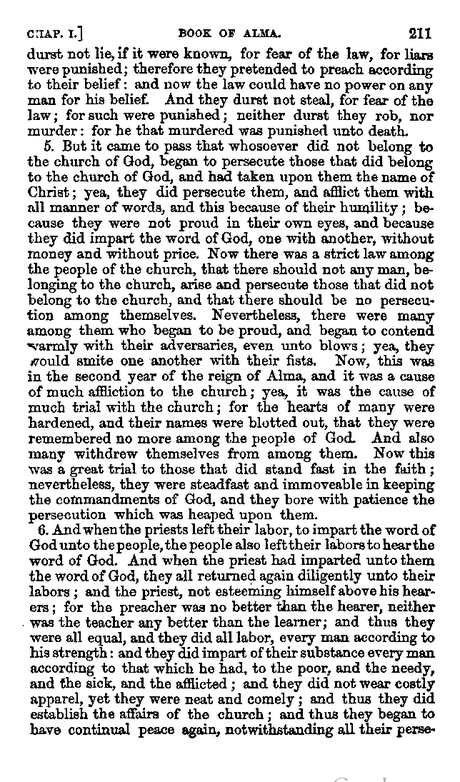 CHAP. I.] BOOK OF ALMA. 211
durst not lie, if it were known, for fear of the law, for liars
were punished; therefore they pretended to preach according
to their belief: and now the law could have no power on any
man for his belief. And they durst not steal, for fear of the
law; for such were punished; neither durst they rob, nor
murder: for he that murdered was punished unto death.
5. But it came to pass that whosoever did not belong to
the church of God, began to persecute those that did belong
to the church of God, and had taken upon them the name of
Christ; yea, they did persecute them, and afflict them with
all manner of words, and this because of their humility; be-
cause they were not proud in their own eyes, and because
they did impart the word of God, one with another, without
money and without price. Now there was a strict law among
the people of the church, that there should not any man, be-
longing to the church, arise and persecute those that did not
belong to the church, and that there should be no persecu-
tion among themselves. Nevertheless, there were many
among them who began to be proud, and began to contend
warmly with their adversaries, even unto blows; yea, they
would smite one another with their fists. Now, this was
in the second year of the reign of Alma, and it was a cause
of much affliction to the church; yea, it was the cause of
much trial with the church; for the hearts of many were
hardened, and their names were blotted out, that they were
remembered no more among the people of God. And also
many withdrew themselves from among them. Now this
was a great trial to those that did stand fast in the faith;
nevertheless, they were steadfast and immoveable in keeping
the commandments of God, and they bore with patience the
persecution which was heaped upon them.
6. And when the priests left their labor, to impart the word of
God unto the people, the people also left their labors to hear the
word of God. And when the priest had imparted unto them
the word of God, they all returned again diligently unto their
labors; and the priest, not esteeming himself above his hear-
ers; for the preacher was no better than the hearer, neither
was the teacher any better than the learner; and thus they
were all equal, and they did all labor, every man according to
his strength: and they did impart of their substance every man
according to that which he had, to the poor, and the needy,
and the sick, and the afflicted; and they did not wear costly
apparel, yet they were neat and comely; and thus they did
establish the affairs of the church; and thus they began to
have continual peace again, notwithstanding all their perse-